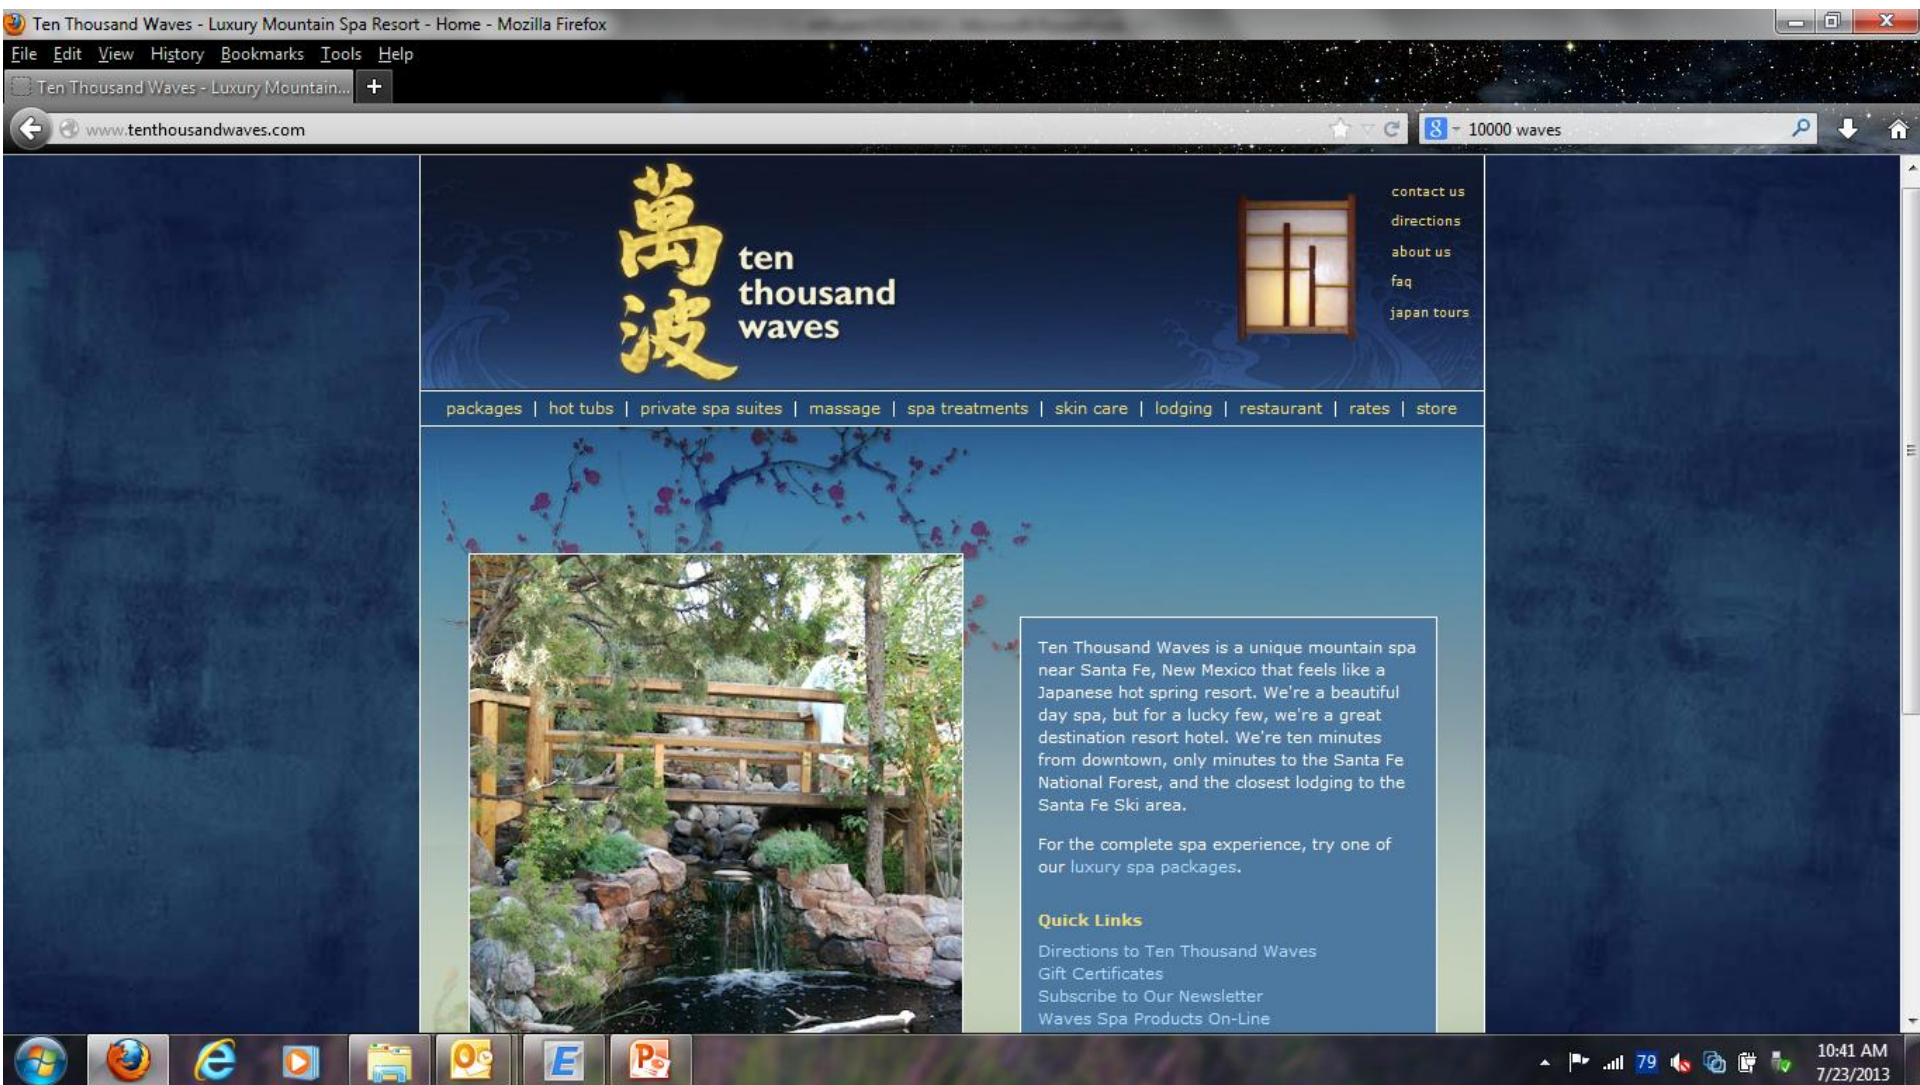 Ten Thousand Waves - Luxury Mountain Spa Resort - Home - Mozilla Firefox
File Edit View History Bookmarks Tools Help
Ten Thousand Waves - Luxury Mountain... +
www.tenthousandwaves.com
8 10000 waves
萬波
ten
thousand
waves
contact us
directions
about us
faq
japan tours
packages | hot tubs | private spa suites | massage | spa treatments | skin care | lodging | restaurant | rates | store
Ten Thousand Waves is a unique mountain spa
near Santa Fe, New Mexico that feels like a
Japanese hot spring resort. We're a beautiful
day spa, but for a lucky few, we're a great
destination resort hotel. We're ten minutes
from downtown, only minutes to the Santa Fe
National Forest, and the closest lodging to the
Santa Fe Ski area.
For the complete spa experience, try one of
our luxury spa packages.
Quick Links
Directions to Ten Thousand Waves
Gift Certificates
Subscribe to Our Newsletter
Waves Spa Products On-Line
79
10:41 AM
7/23/2013